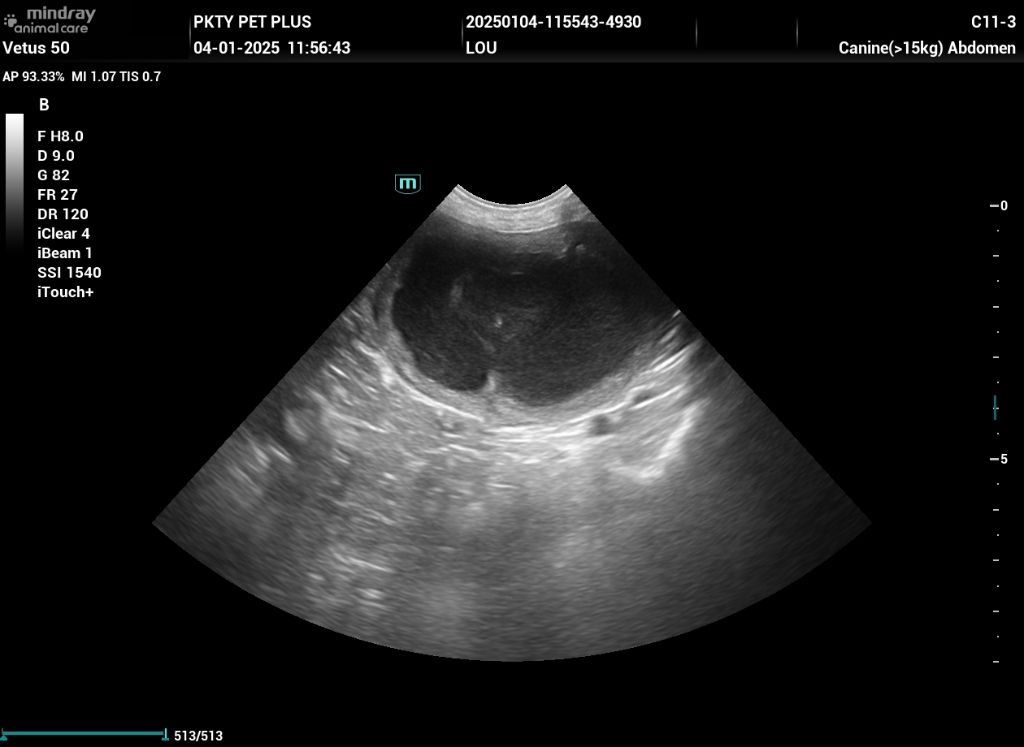 mindray
animalcare
Vetus 50
PKTY PET PLUS
04-01-2025 11:56:43
20250104-115543-4930
LOU
C11-3
Canine(>15kg) Abdomen
AP 93.33% MI 1.07 TIS 0.7
B
F H8.0
D 9.0
G 82
FR 27
DR 120
iClear 4
iBeam 1
SSI 1540
iTouch+
m
0
5
513/513